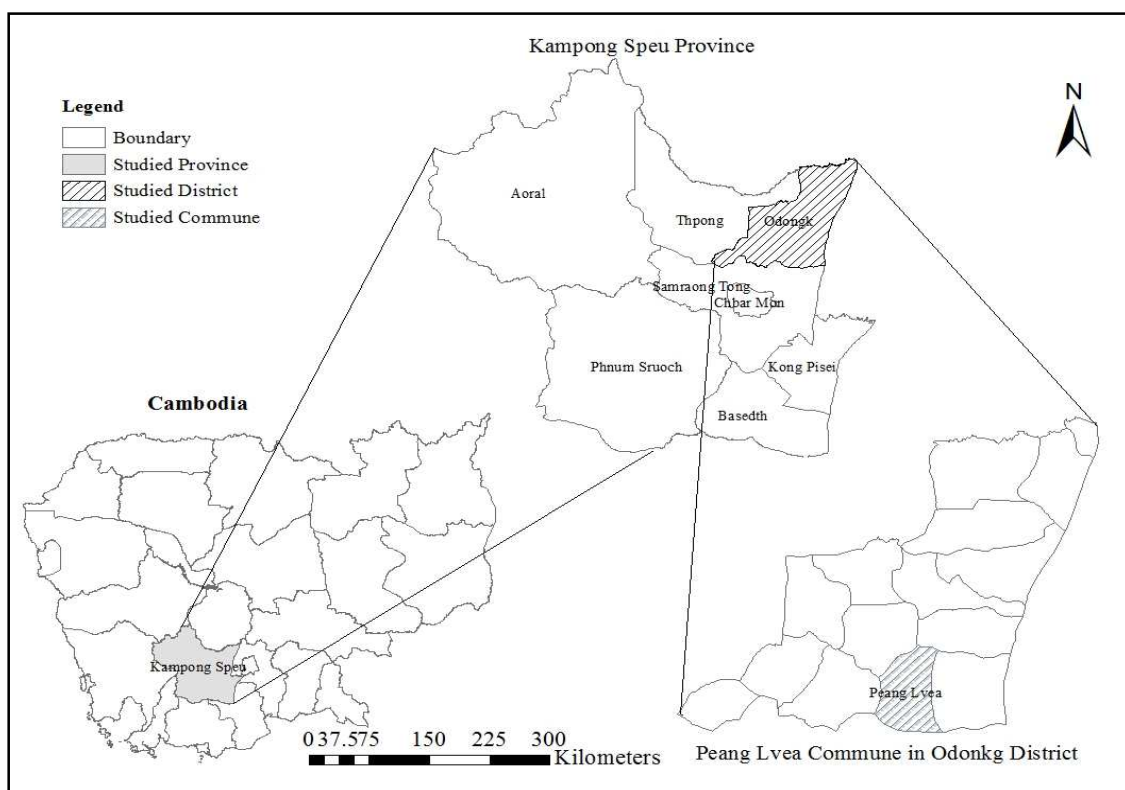 Kampong Speu Province
N
Legend
Boundary
Studied Province
Studied District
Studied Commune
Aoral
Thpong
Odongk
Samraong Tong
Chbar Mon
Phnum Sruoch
Kong Pisei
Basedth
Cambodia
Kampong Speu
Peang Lvea
037.575 150 225 300
Kilometers
Peang Lvea Commune in Odonkg District